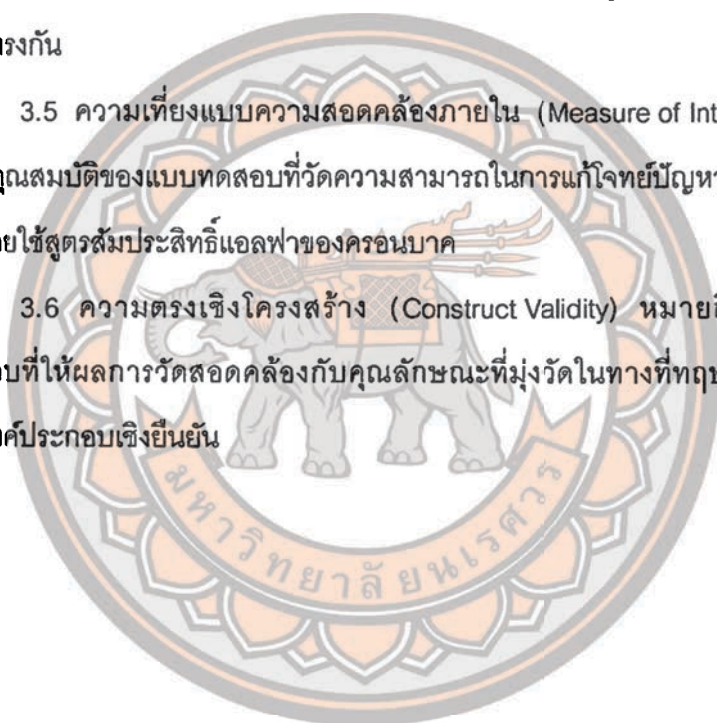 ตรงกัน
3.5 ความเที่ยงแบบความสอดคล้องภายใน (Measure of Int
คุณสมบัติของแบบทดสอบที่วัดความสามารถในการแก้โจทย์ปัญหา
ยใช้สูตรสัมประสิทธิ์แอลฟาของครอนบาค
3.6 ความตรงเชิงโครงสร้าง (Construct Validity) หมายถึ
อบที่ให้ผลการวัดสอดคล้องกับคุณลักษณะที่มุ่งวัดในทางที่ทฤษ
งค์ประกอบเชิงยืนยัน
มหาวิทยาลัยนเรศวร